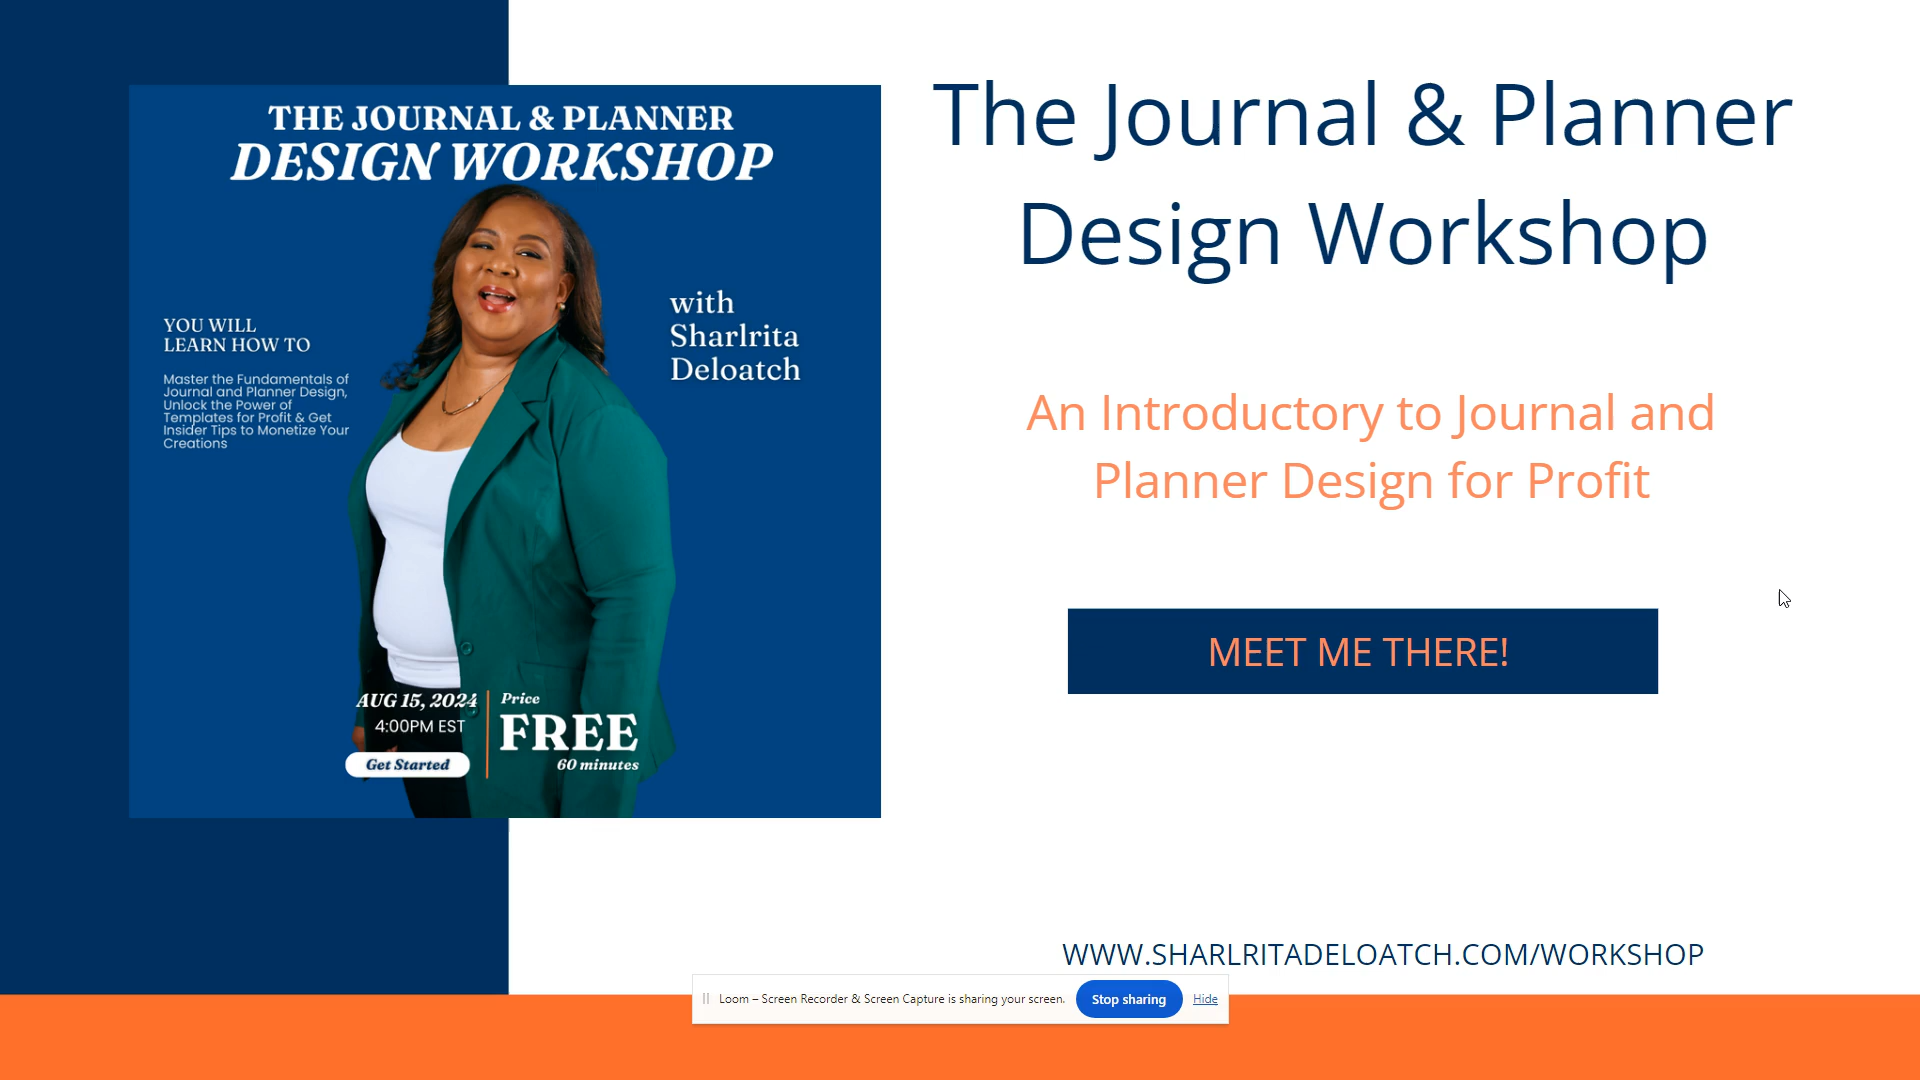 THE JOURNAL & PLANNER
DESIGN WORKSHOP
YOU WILL
LEARN HOW TO
Master the Fundamentals of
Journal and Planner Design,
Unlock the Power of
Templates for Profit & Get
Insider Tips to Monetize Your
Creations
with
Sharlrita
Deloatch
AUG 15, 2024
4:00PM EST
Get Started
Price
FREE
60 minutes
The Journal & Planner
Design Workshop
An Introductory to Journal and
Planner Design for Profit
MEET ME THERE!
WWW.SHARLRITADELOATCH.COM/WORKSHOP
Loom – Screen Recorder & Screen Capture is sharing your screen. Stop sharing Hide